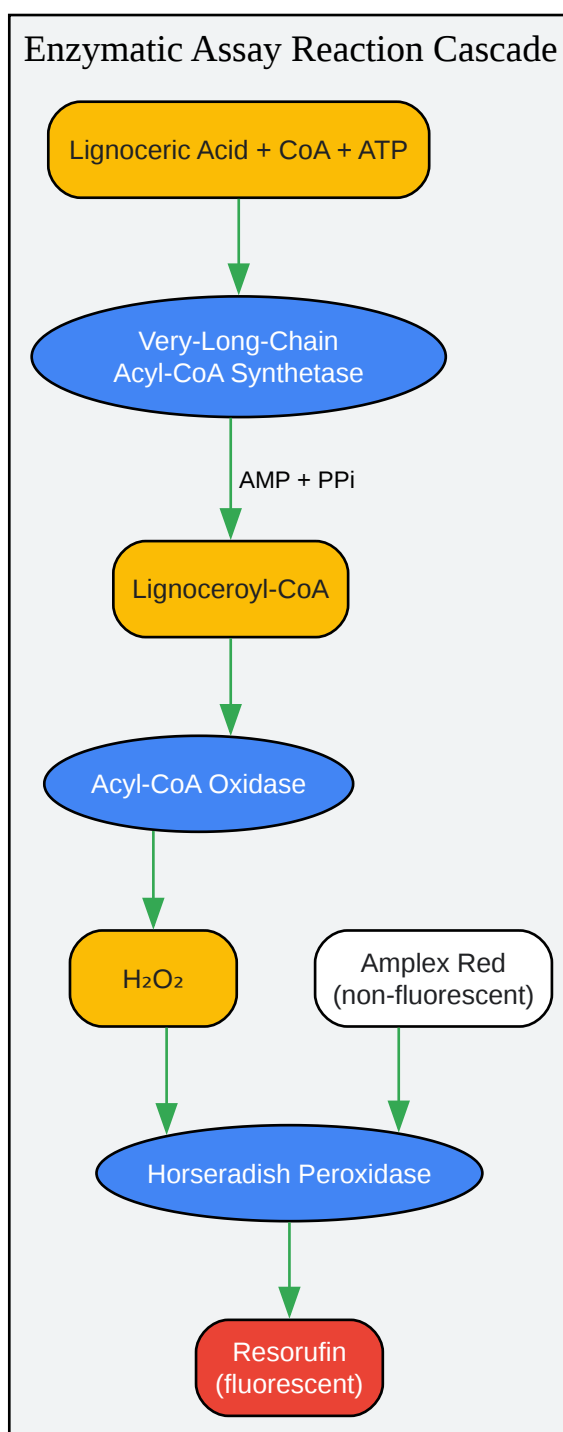 Enzymatic Assay Reaction Cascade
Lignoceric Acid + CoA + ATP
Very-Long-Chain
Acyl-CoA Synthetase
AMP + PPi
Lignoceroyl-CoA
Acyl-CoA Oxidase
H₂O₂
Amplex Red
(non-fluorescent)
Horseradish Peroxidase
Resorufin
(fluorescent)